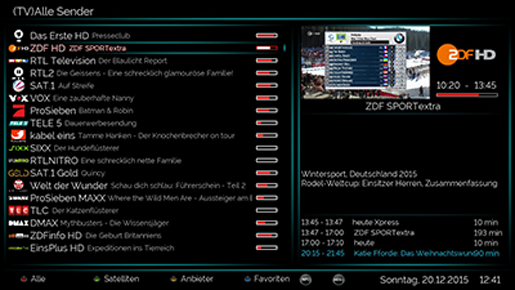 (TV)Alle Sender
Das Erste HD Presseclub
ZDF HD ZDF SPORTextra
RTL Television Der Blaulicht Report
RTL2 Die Geissens - Eine schrecklich glamouröse Familie!
SAT.1 Auf Streife
VOX Eine zauberhafte Nanny
ProSieben Batman & Robin
TELE 5 Dauerwerbesendung
kabel eins Tamme Hanken - Der Knochenbrecher on tour
SIXX Der Hundeflüsterer
RTLNITRO Eine schrecklich nette Familie
SAT.1 Gold Quincy
Welt der Wunder Schau dich schlau: Führerschein - Teil 2
ProSieben MAXX Where the Wild Men Are - Aussteiger am E
TLC Der Katzenflüsterer
DMAX Mythbusters - Die Wissensjäger
ZDFinfo HD Die Geburt Britanniens
EinsPlus HD Expeditionen ins Tierreich
ZDF HD
10:20 - 13:45
ZDF SPORTextra
Wintersport, Deutschland 2015
Rodel-Weltcup: Einsitzer Herren, Zusammenfassung
13:45 - 13:47 heute Xpress 10 min
13:47 - 17:00 ZDF SPORTextra 193 min
17:00 - 17:10 heute 10 min
20:15 - 21:45 Katie Fforde: Das Weihnachtswun 90 min
Alle Satelliten Anbieter Favoriten Sonntag, 20.12.2015 12:41